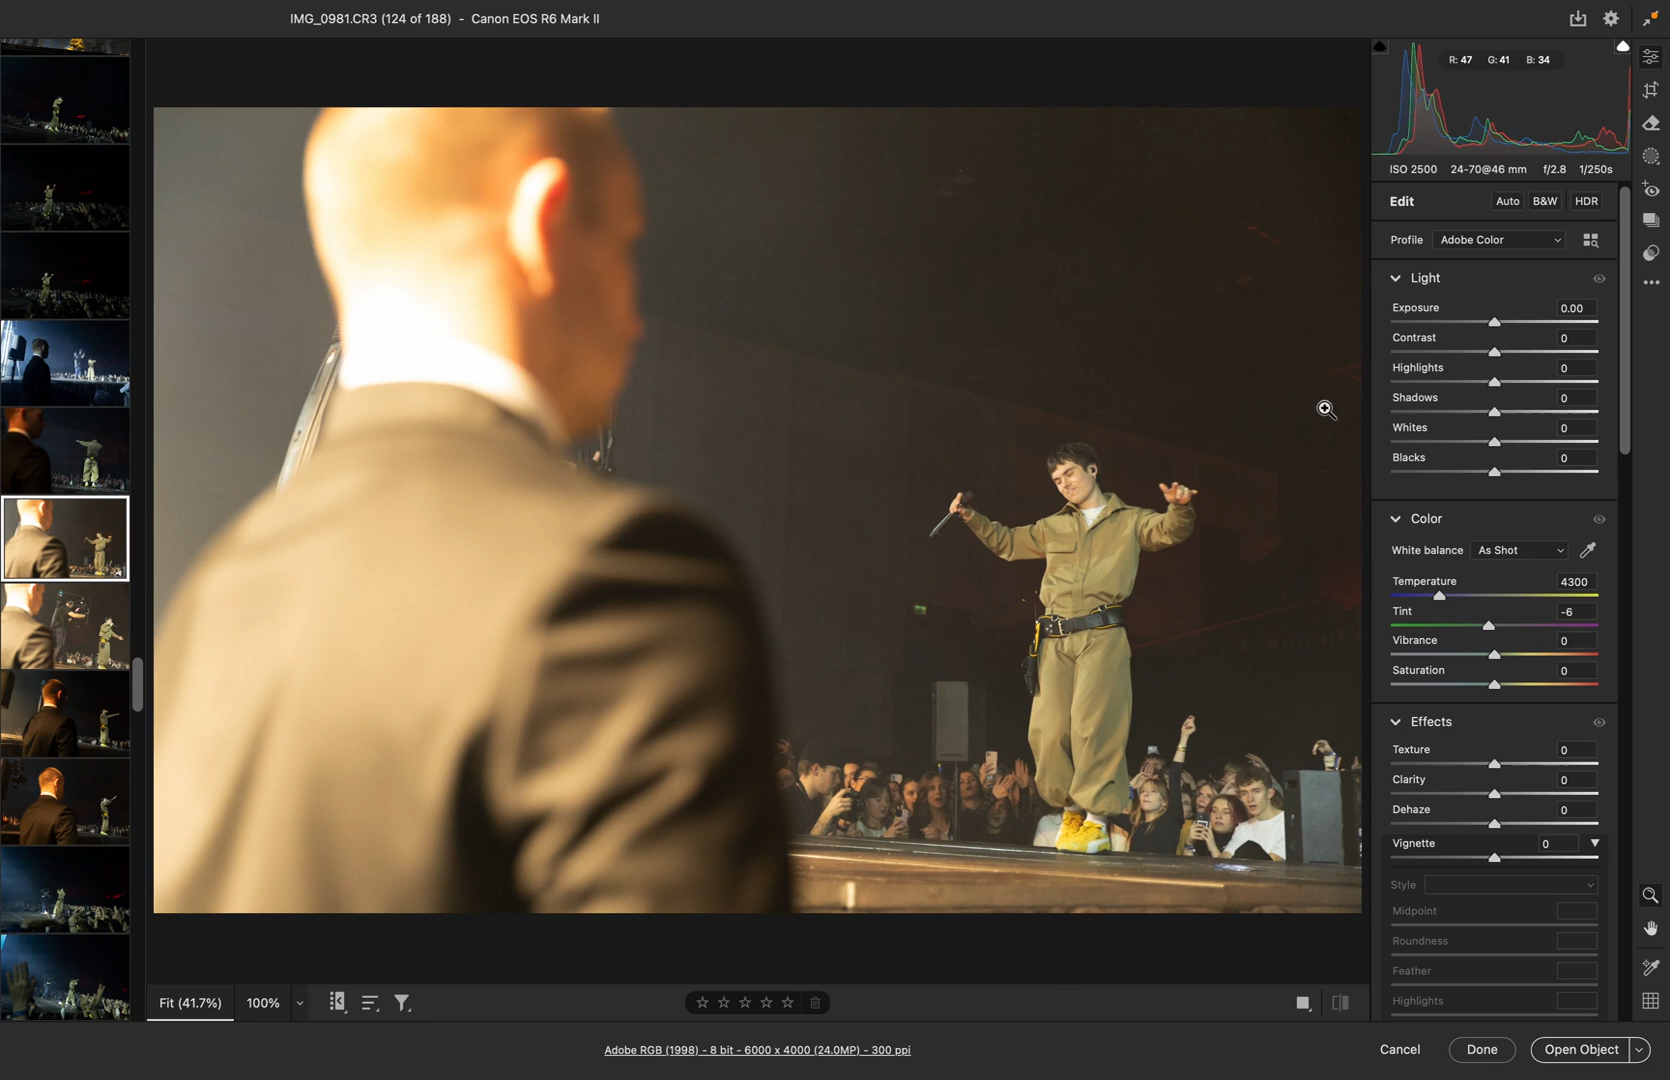 IMG_0981.CR3 (124 of 188) - Canon EOS R6 Mark II
R: 47 G: 41 B: 34
ISO 2500 24-70@46 mm f/2.8 1/250s
Edit Auto B&W HDR
Profile Adobe Color
Light
Exposure 0.00
Contrast 0
Highlights 0
Shadows 0
Whites 0
Blacks 0
Color
White balance As Shot
Temperature 4300
Tint -6
Vibrance 0
Saturation 0
Effects
Texture 0
Clarity 0
Dehaze 0
Vignette 0
Style
Midpoint
Roundness
Feather
Highlights
Fit (41.7%) 100%
Adobe RGB (1998) - 8 bit - 6000 x 4000 (24.0MP) - 300 ppi
Cancel Done Open Object